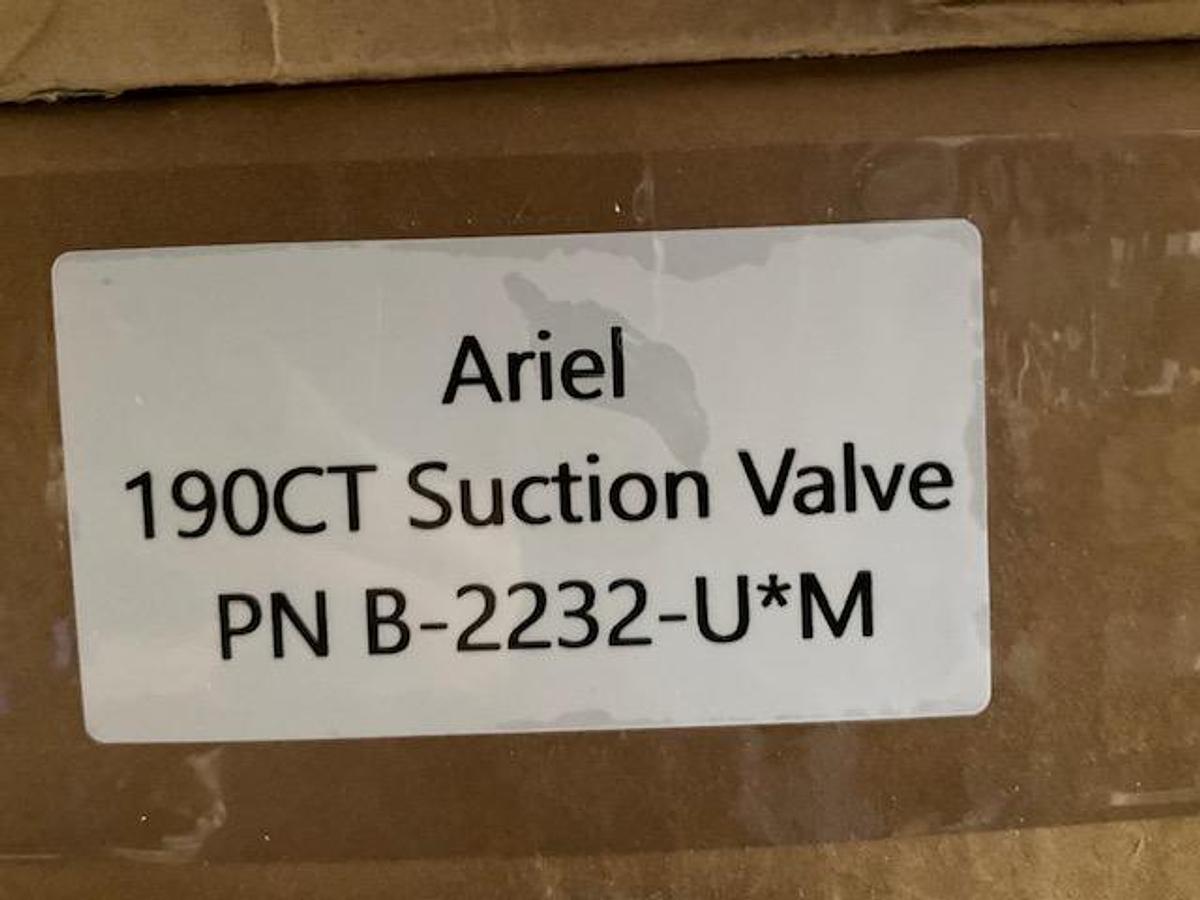 Ariel
190CT Suction Valve
PN B-2232-U*M